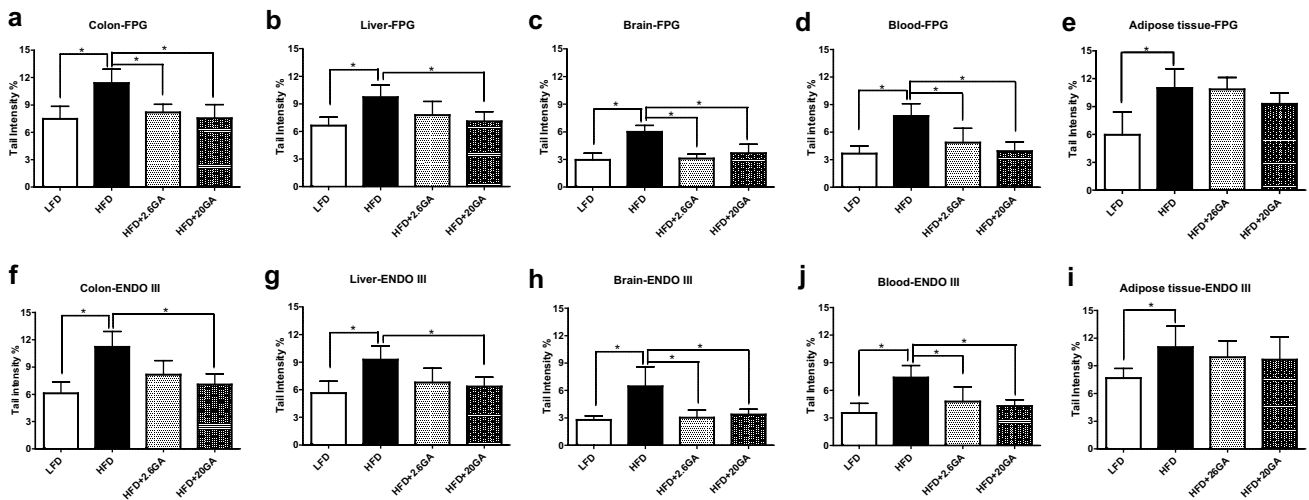 a
Colon-FPG
Tail Intensity %
15
12
9
6
3
0
*
*
*
LFD
HFD
HFD+2.6GA
HFD+20GA
b
Liver-FPG
Tail Intensity %
15
12
9
6
3
0
*
*
LFD
HFD
HFD+2.6GA
HFD+20GA
c
Brain-FPG
Tail Intensity %
15
12
9
6
3
0
*
*
*
LFD
HFD
HFD+2.6GA
HFD+20GA
d
Blood-FPG
Tail Intensity %
15
12
9
6
3
0
*
*
*
LFD
HFD
HFD+2.6GA
HFD+20GA
e
Adipose tissue-FPG
Tail Intensity %
15
12
9
6
3
0
*
LFD
HFD
HFD+26GA
HFD+20GA
f
Colon-ENDO III
Tail Intensity %
15
12
9
6
3
0
*
*
LFD
HFD
HFD+2.6GA
HFD+20GA
g
Liver-ENDO III
Tail Intensity %
15
12
9
6
3
0
*
*
LFD
HFD
HFD+2.6GA
HFD+20GA
h
Brain-ENDO III
Tail Intensity %
15
12
9
6
3
0
*
*
*
LFD
HFD
HFD+2.6GA
HFD+20GA
j
Blood-ENDO III
Tail Intensity %
15
12
9
6
3
0
*
*
*
LFD
HFD
HFD+2.6GA
HFD+20GA
i
Adipose tissue-ENDO III
Tail Intensity %
15
12
9
6
3
0
*
LFD
HFD
HFD+26GA
HFD+20GA